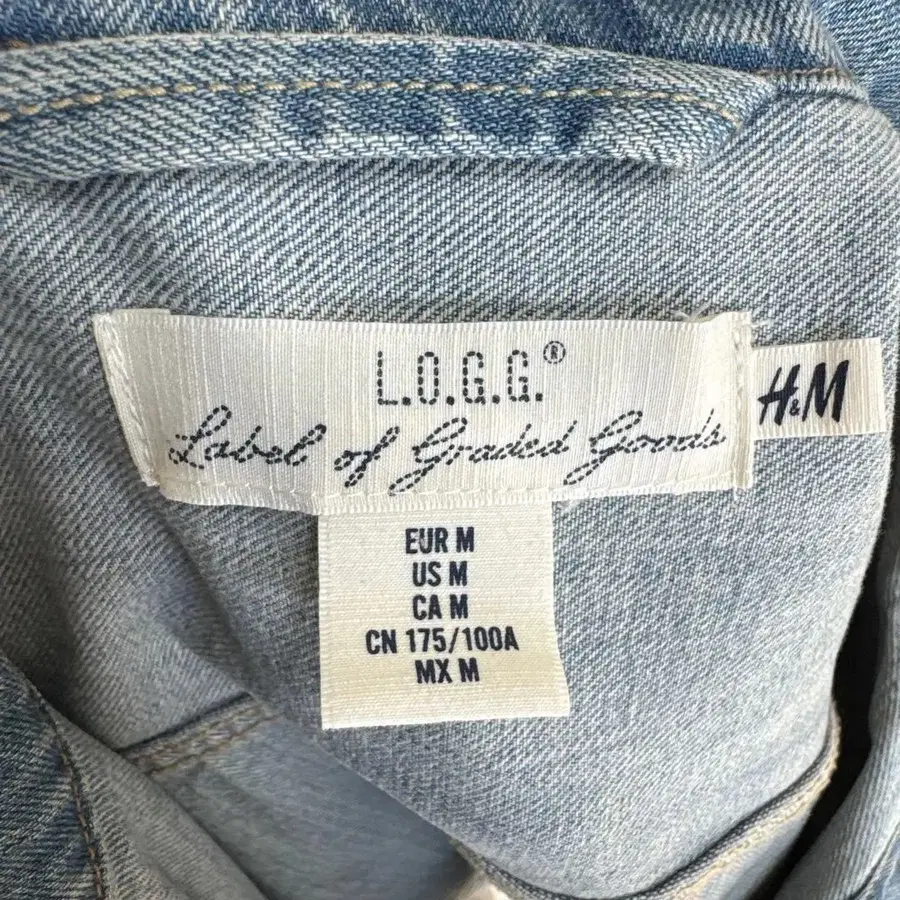 L.O.G.G.®
Label of Graded Goods
H&M
EUR M
US M
CA M
CN 175/100A
MX M